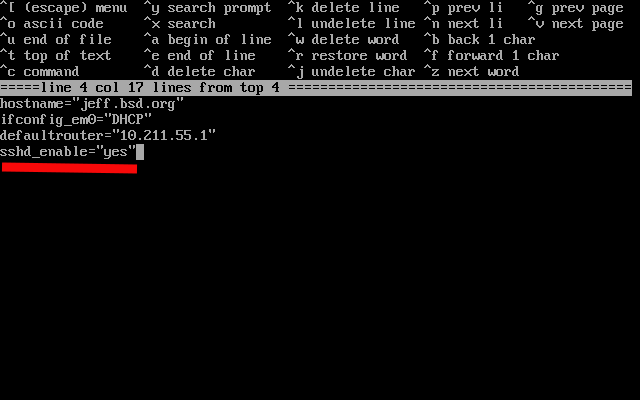 ^[ (escape) menu  ^y search prompt  ^k delete line   ^p prev li  ^g prev page
^o ascii code     ^x search         ^l undelete line ^n next li  ^v next page
^u end of file    ^a begin of line  ^w delete word   ^b back 1 char
^t top of text    ^e end of line    ^r restore word  ^f forward 1 char
^c command        ^d delete char    ^j undelete char ^z next word
=====line 4 col 17 lines from top 4 ============================================
hostname="jeff.bsd.org"
ifconfig_em0="DHCP"
defaultrouter="10.211.55.1"
sshd_enable="yes"